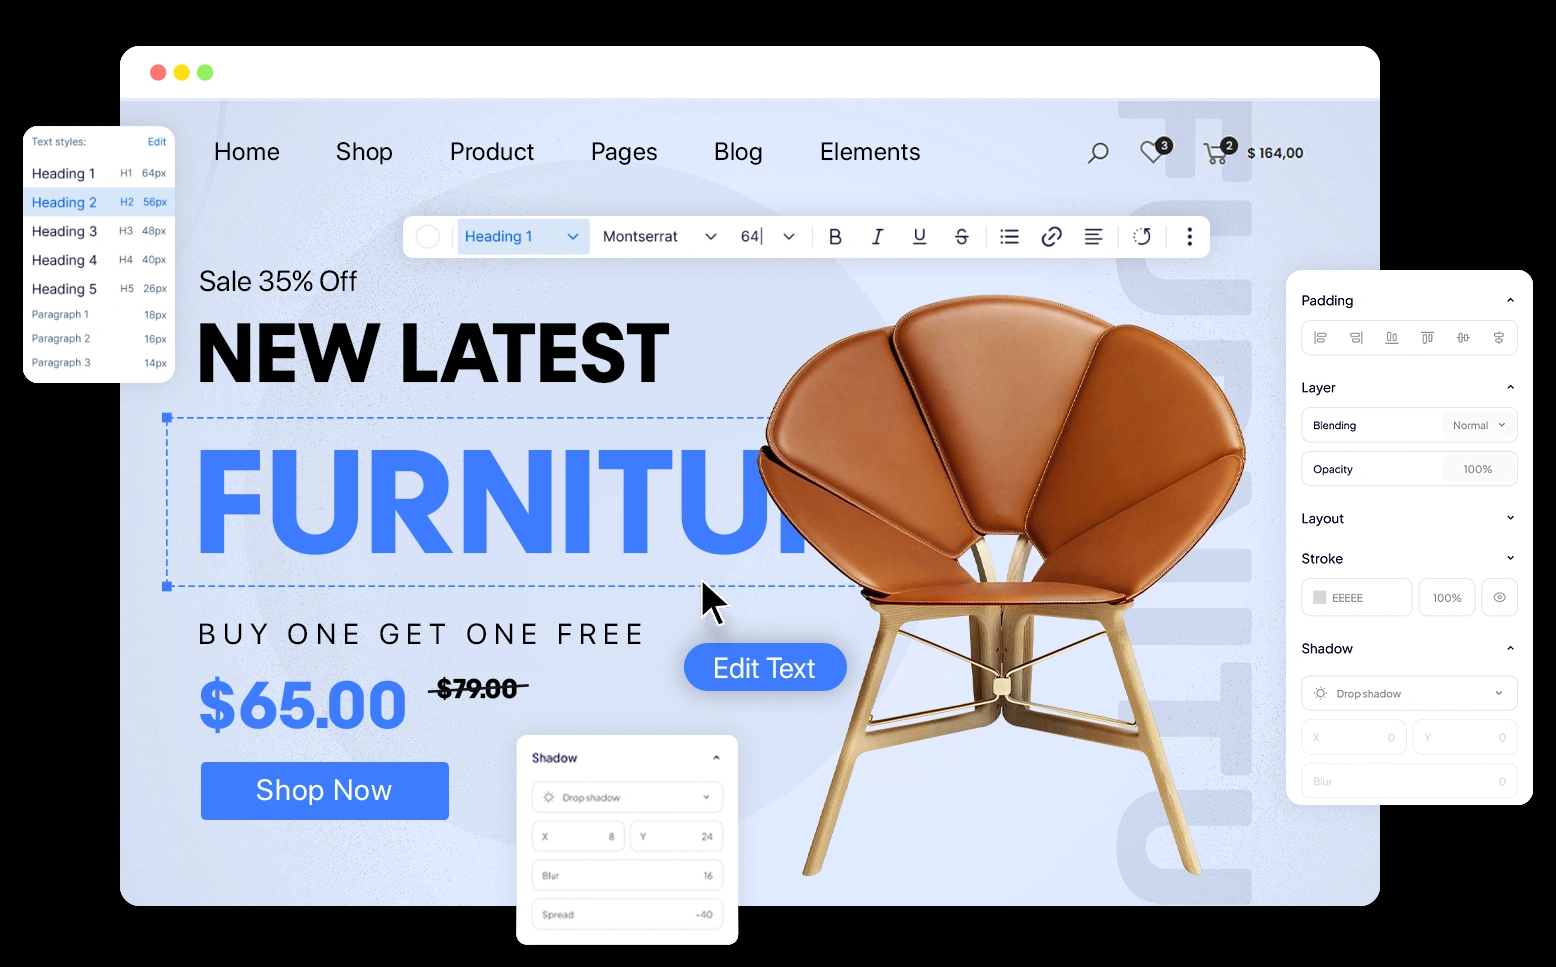 Text styles: Edit
Heading 1 H1 64px
Heading 2 H2 56px
Heading 3 H3 48px
Heading 4 H4 40px
Heading 5 H5 26px
Paragraph 1 18px
Paragraph 2 16px
Paragraph 3 14px
Home Shop Product Pages Blog Elements 3 2 $ 164,00
Heading 1 Montserrat 64 B I U S
Sale 35% Off
NEW LATEST
FURNITU
BUY ONE GET ONE FREE
$65.00 $79.00
Shop Now
Edit Text
Shadow
Drop shadow
X 8 Y 24
Blur 16
Spread -40
FURNITU
Padding
Layer
Blending Normal
Opacity 100%
Layout
Stroke
EEEEE 100%
Shadow
Drop shadow
X 0 Y 0
Blur 0